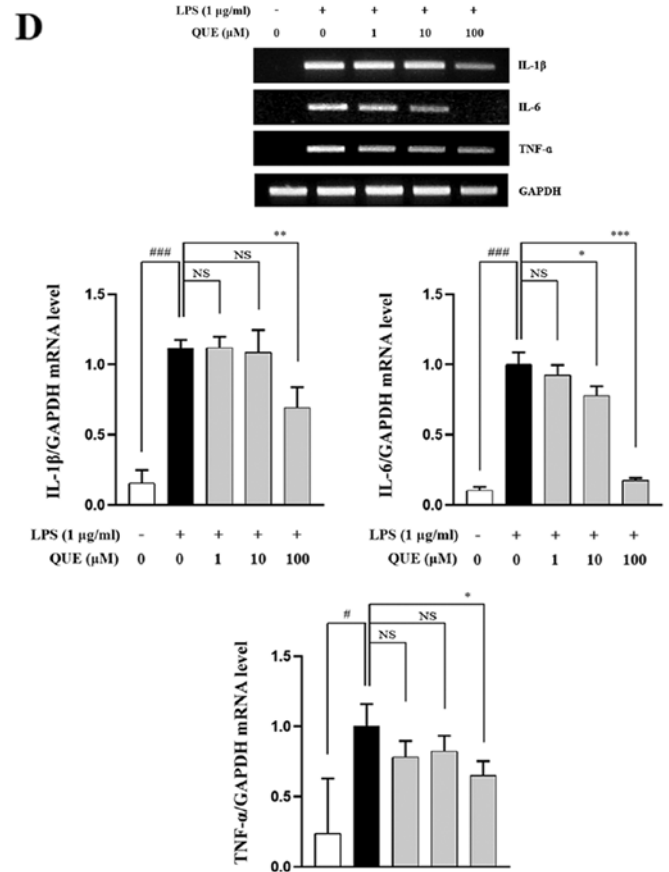 D
LPS (1 µg/ml) - + + + +
QUE (µM) 0 0 1 10 100
IL-1β
IL-6
TNF-α
GAPDH
IL-1β/GAPDH mRNA level
1.5
1.0
0.5
0.0
###
NS
NS
**
LPS (1 µg/ml) - + + + +
QUE (µM) 0 0 1 10 100
IL-6/GAPDH mRNA level
1.5
1.0
0.5
0.0
###
NS
*
***
LPS (1 µg/ml) - + + + +
QUE (µM) 0 0 1 10 100
TNF-α/GAPDH mRNA level
1.5
1.0
0.5
0.0
#
NS
NS
*